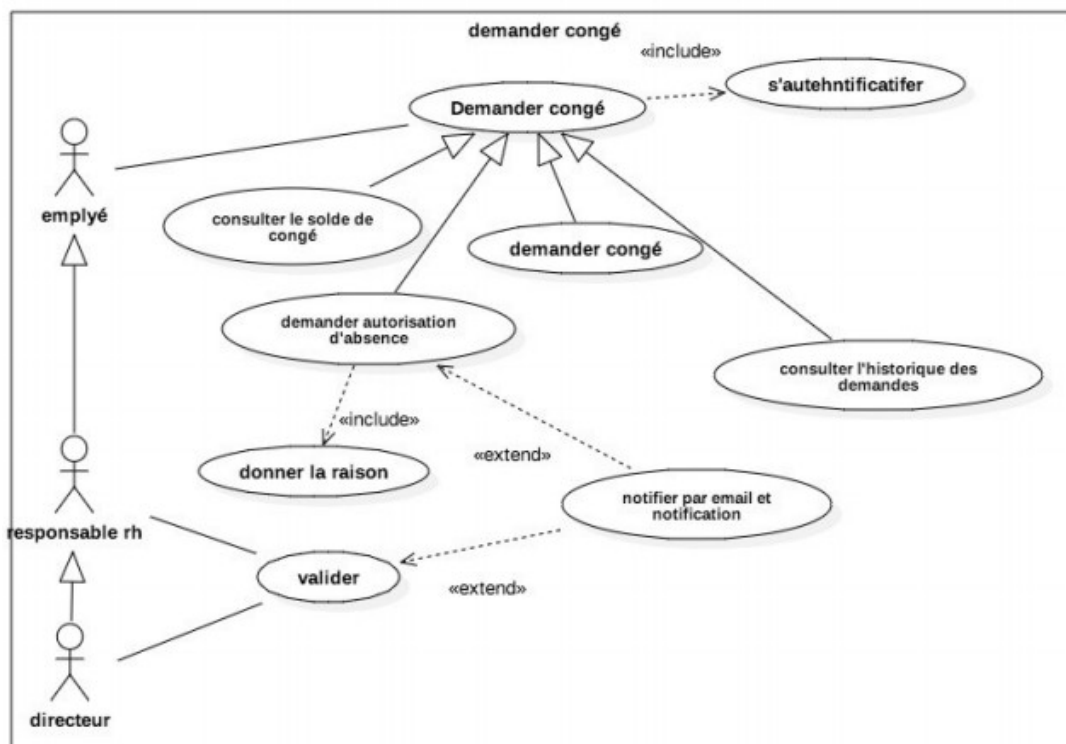 demander congé
«include»
s'autehntificatifer
Demander congé
emplyé
consulter le solde de
congé
demander congé
demander autorisation
d'absence
consulter l'historique des
demandes
«include»
«extend»
donner la raison
notifier par email et
notification
responsable rh
valider
«extend»
directeur